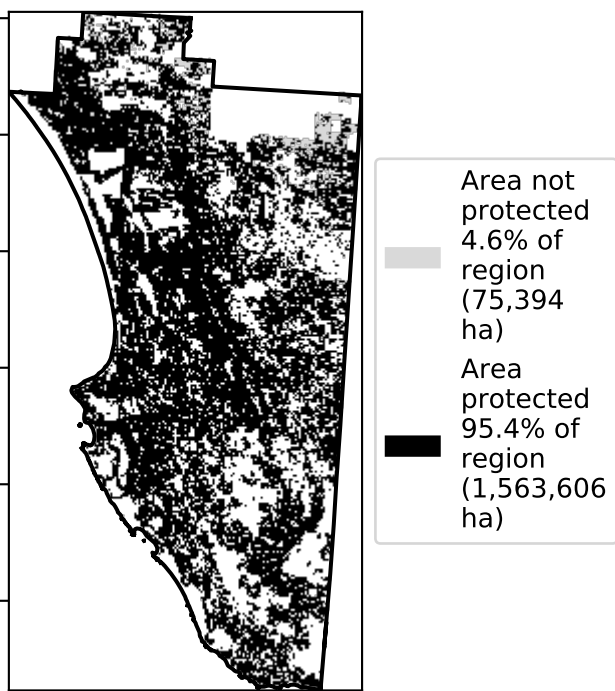 Area not
protected
4.6% of
region
(75,394
ha)
Area
protected
95.4% of
region
(1,563,606
ha)